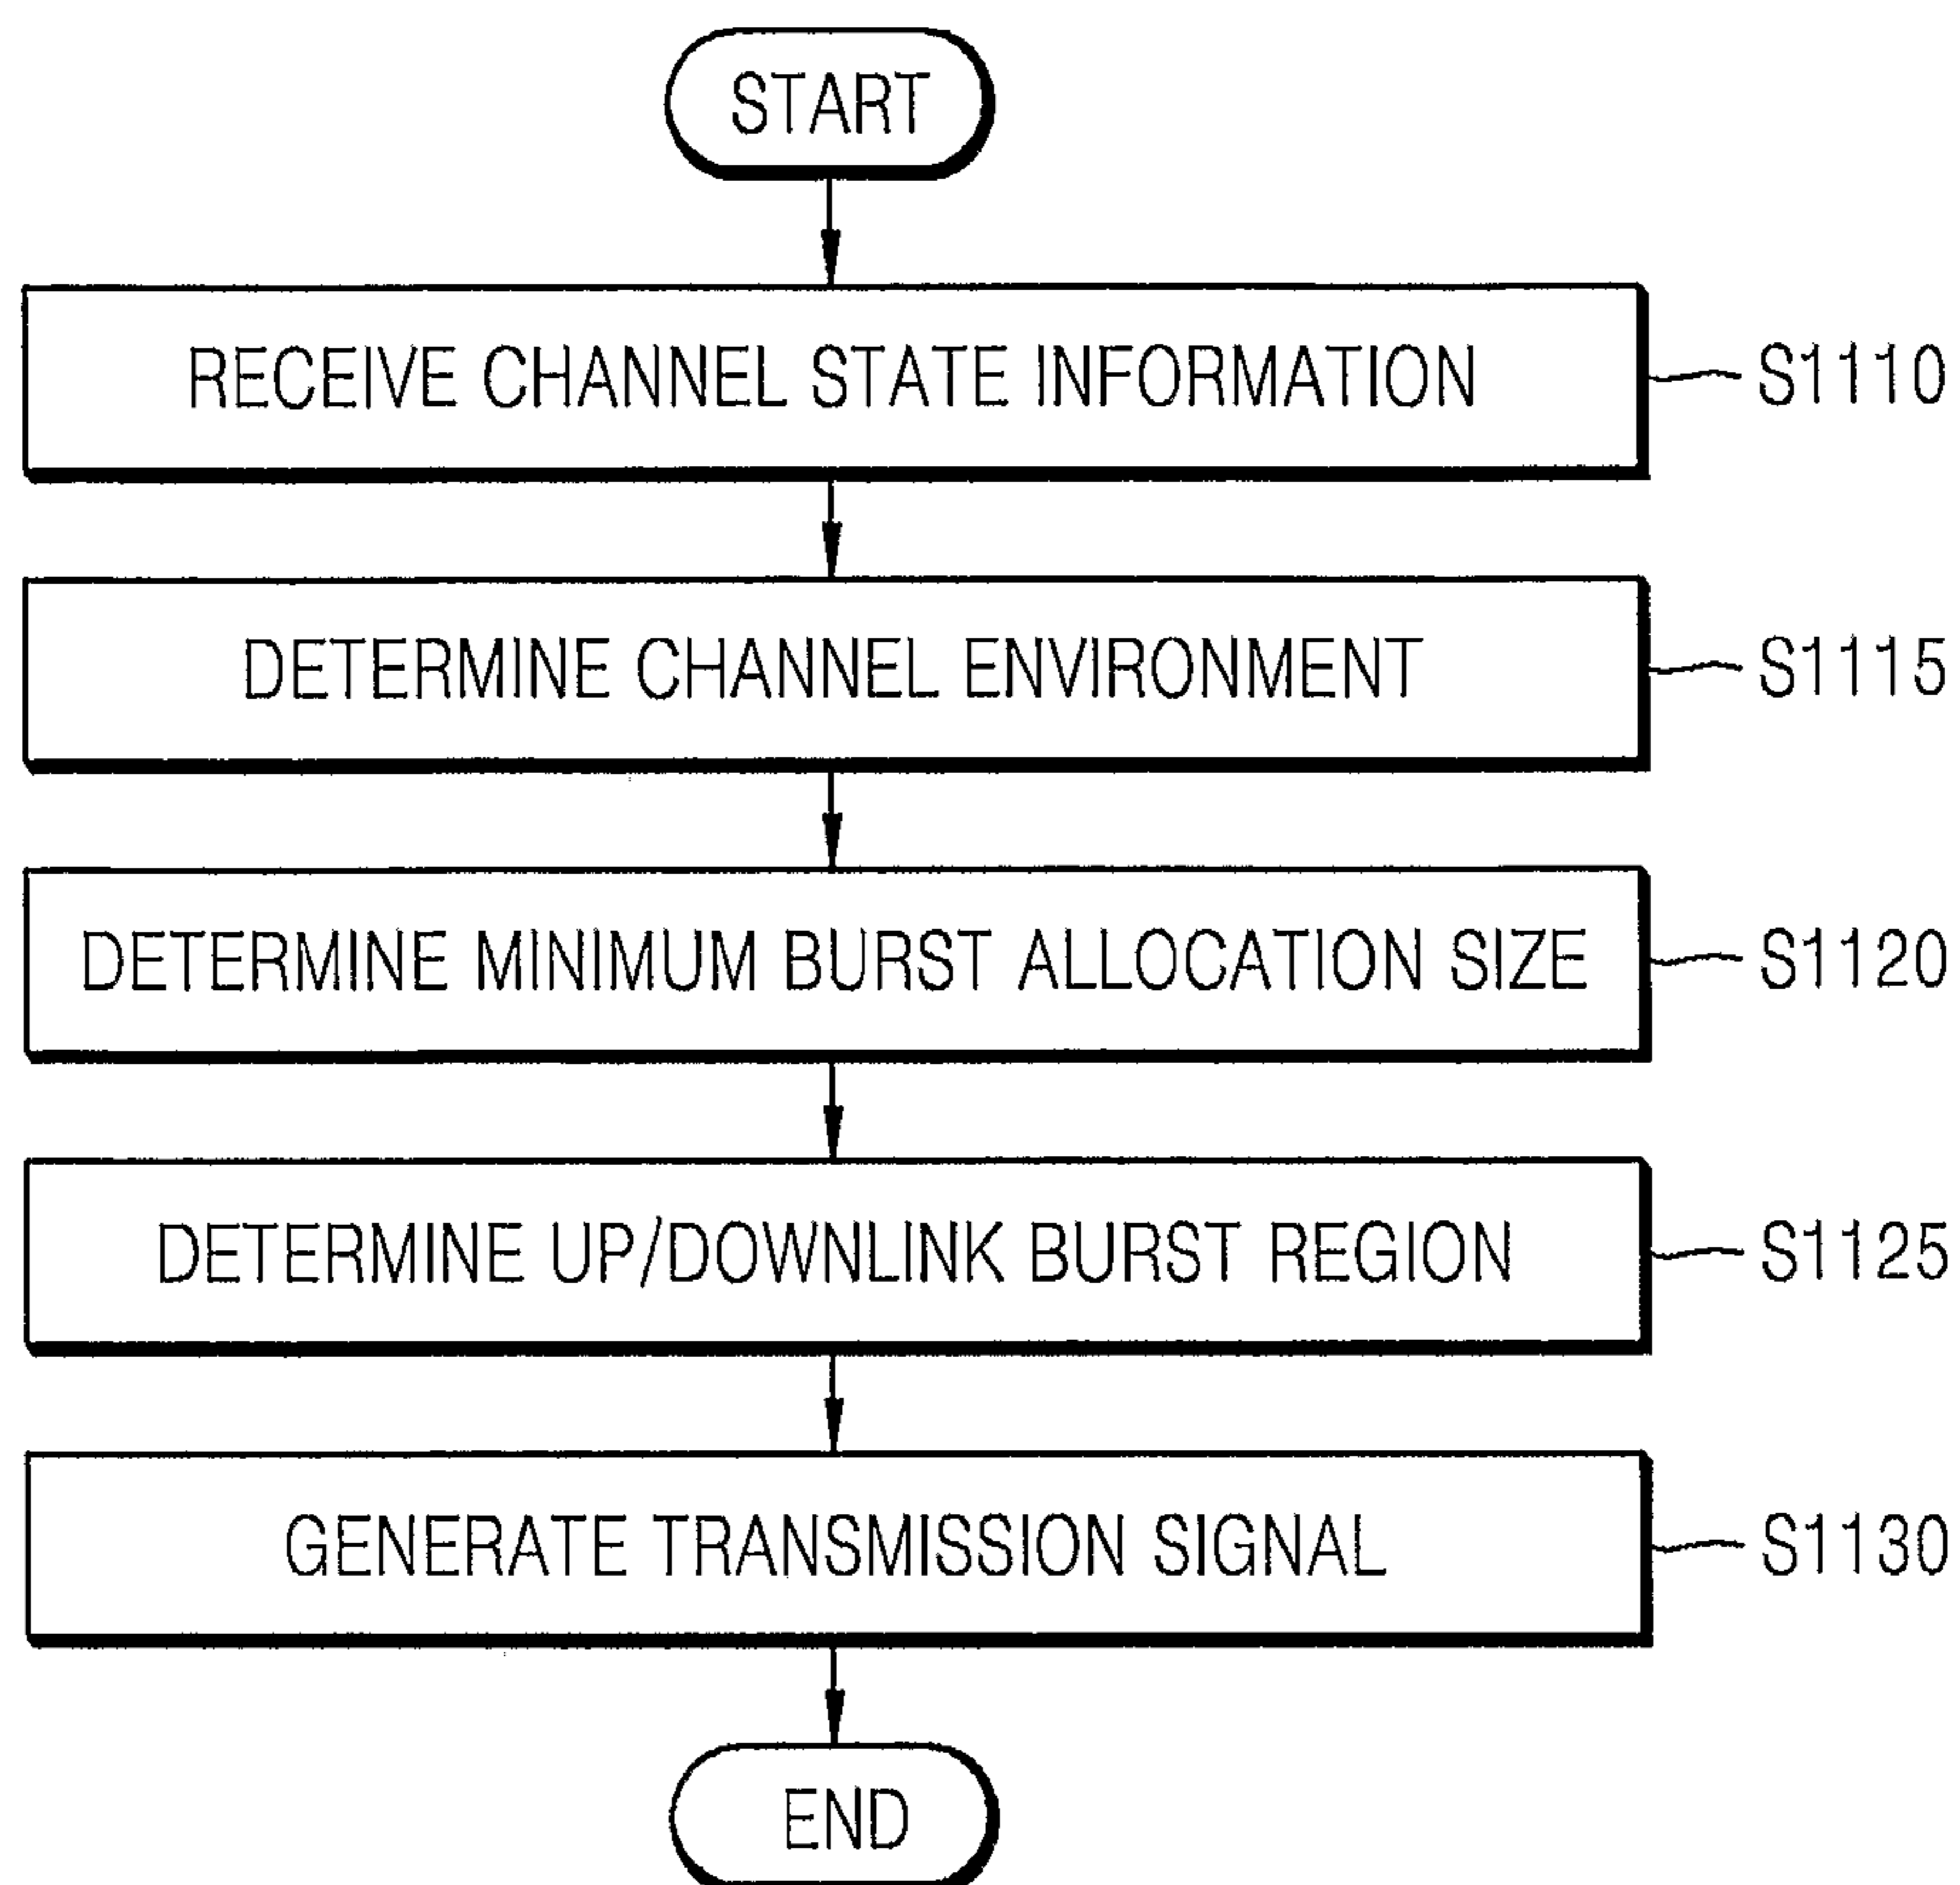 START
RECEIVE CHANNEL STATE INFORMATION S1110
DETERMINE CHANNEL ENVIRONMENT S1115
DETERMINE MINIMUM BURST ALLOCATION SIZE S1120
DETERMINE UP/DOWNLINK BURST REGION S1125
GENERATE TRANSMISSION SIGNAL S1130
END